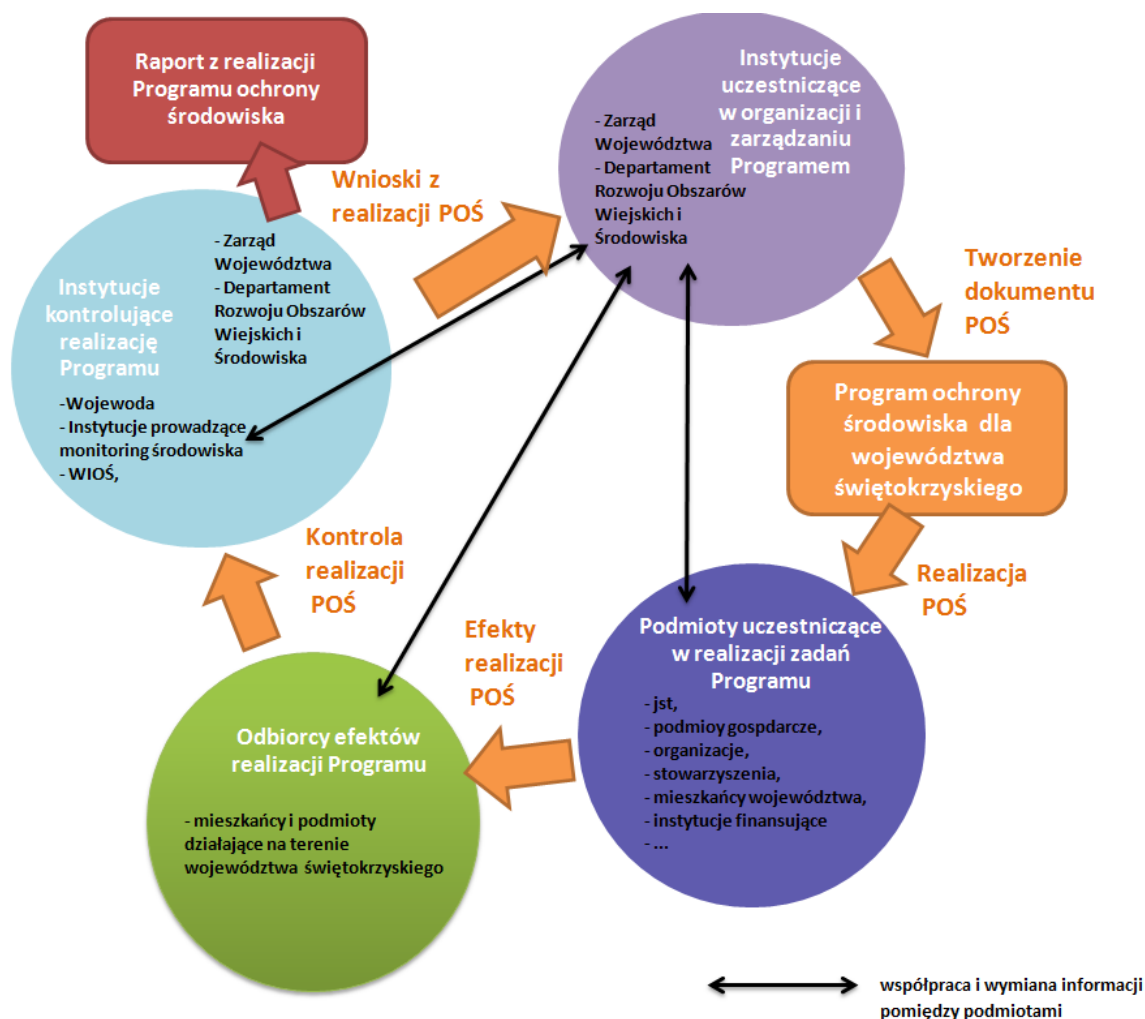 Raport z realizacji
Programu ochrony
środowiska
Instytucje
uczestniczące
w organizacji i
zarządzaniu
Programem
- Zarząd
Województwa
- Departament
Rozwoju Obszarów
Wiejskich i
Środowiska
Wnioski z
realizacji POŚ
- Zarząd
Województwa
- Departament
Rozwoju Obszarów
Wiejskich i
Środowiska
Instytucje
kontrolujące
realizację
Programu
-Wojewoda
- Instytucje prowadzące
monitoring środowiska
- WIOŚ,
Tworzenie
dokumentu
POŚ
Program ochrony
środowiska dla
województwa
świętokrzyskiego
Realizacja
POŚ
Podmioty uczestniczące
w realizacji zadań
Programu
- jst,
- podmioy gospdarcze,
- organizacje,
- stowarzyszenia,
- mieszkańcy województwa,
- instytucje finansujące
- ...
Efekty
realizacji
POŚ
Odbiorcy efektów
realizacji Programu
- mieszkańcy i podmioty
działające na terenie
województwa świętokrzyskiego
Kontrola
realizacji
POŚ
współpraca i wymiana informacji
pomiędzy podmiotami